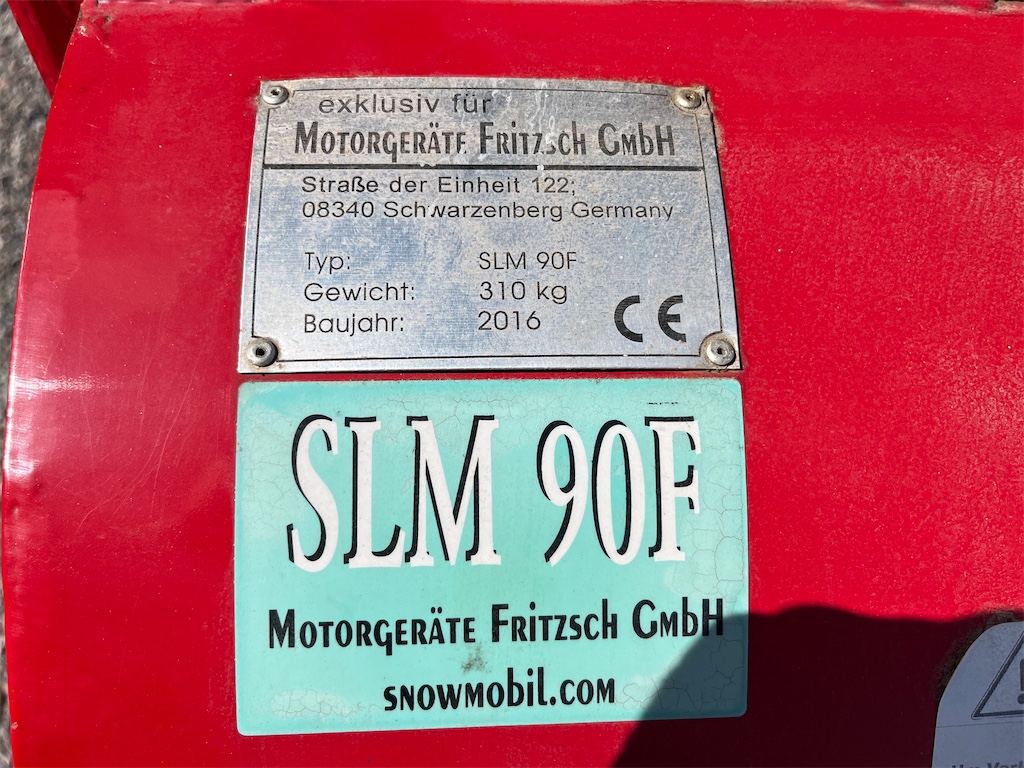 exklusiv für
MOTORGERÄTE FRITZSCH GMBH
Straße der Einheit 122;
08340 Schwarzenberg Germany
Typ: SLM 90F
Gewicht: 310 kg
Baujahr: 2016
CE
SLM 90F
MOTORGERÄTE FRITZSCH GMBH
SNOWMOBIL.COM